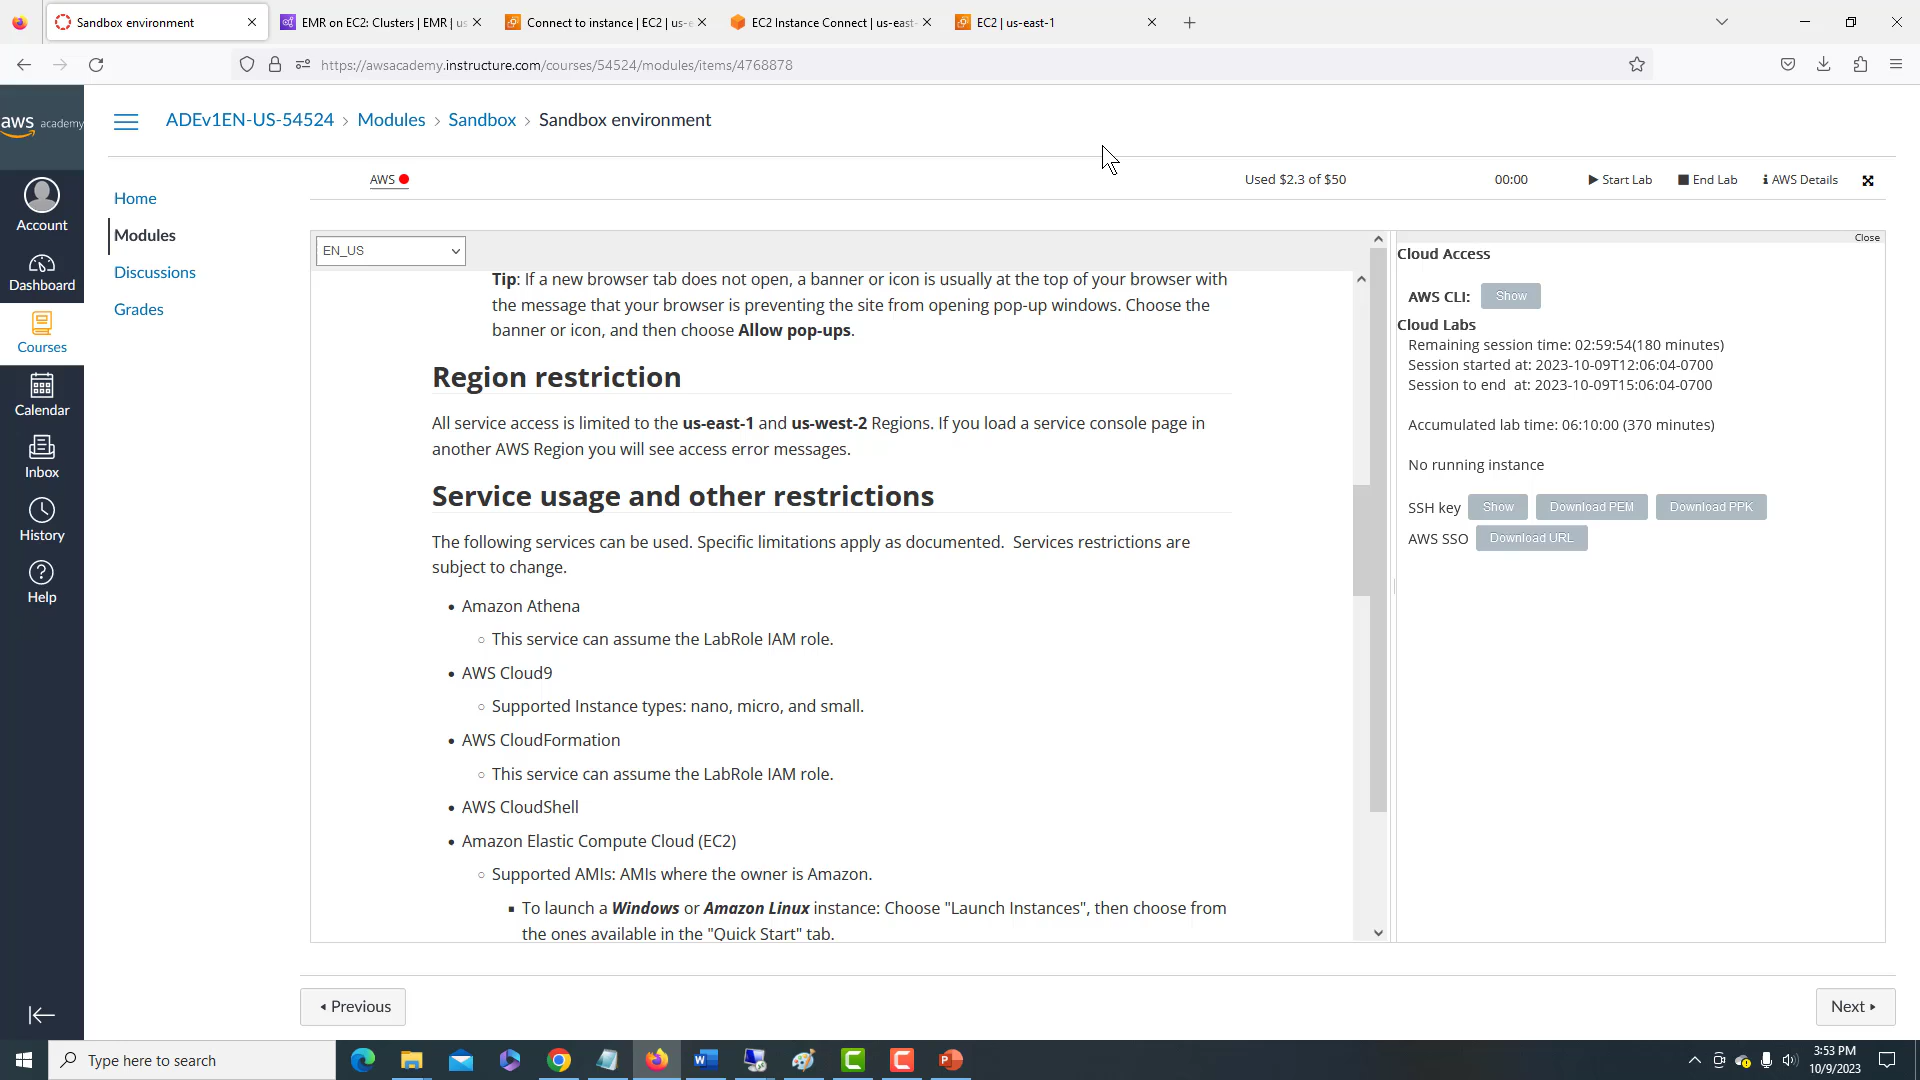 Sandbox environment
EMR on EC2: Clusters | EMR | us
Connect to instance | EC2 | us-e
EC2 Instance Connect | us-east-
EC2 | us-east-1
https://awsacademy.instructure.com/courses/54524/modules/items/4768878
aws academy
ADEv1EN-US-54524 › Modules › Sandbox › Sandbox environment
Account
Dashboard
Courses
Calendar
Inbox
History
Help
Home
Modules
Discussions
Grades
AWS
Used $2.3 of $50
00:00
Start Lab
End Lab
AWS Details
EN_US
Tip: If a new browser tab does not open, a banner or icon is usually at the top of your browser with
the message that your browser is preventing the site from opening pop-up windows. Choose the
banner or icon, and then choose Allow pop-ups.
Region restriction
All service access is limited to the us-east-1 and us-west-2 Regions. If you load a service console page in
another AWS Region you will see access error messages.
Service usage and other restrictions
The following services can be used. Specific limitations apply as documented.  Services restrictions are
subject to change.
• Amazon Athena
○ This service can assume the LabRole IAM role.
• AWS Cloud9
○ Supported Instance types: nano, micro, and small.
• AWS CloudFormation
○ This service can assume the LabRole IAM role.
• AWS CloudShell
• Amazon Elastic Compute Cloud (EC2)
○ Supported AMIs: AMIs where the owner is Amazon.
▪ To launch a Windows or Amazon Linux instance: Choose "Launch Instances", then choose from
the ones available in the "Quick Start" tab.
Close
Cloud Access
AWS CLI: Show
Cloud Labs
Remaining session time: 02:59:54(180 minutes)
Session started at: 2023-10-09T12:06:04-0700
Session to end  at: 2023-10-09T15:06:04-0700
Accumulated lab time: 06:10:00 (370 minutes)
No running instance
SSH key Show Download PEM Download PPK
AWS SSO Download URL
Previous
Next
Type here to search
3:53 PM
10/9/2023